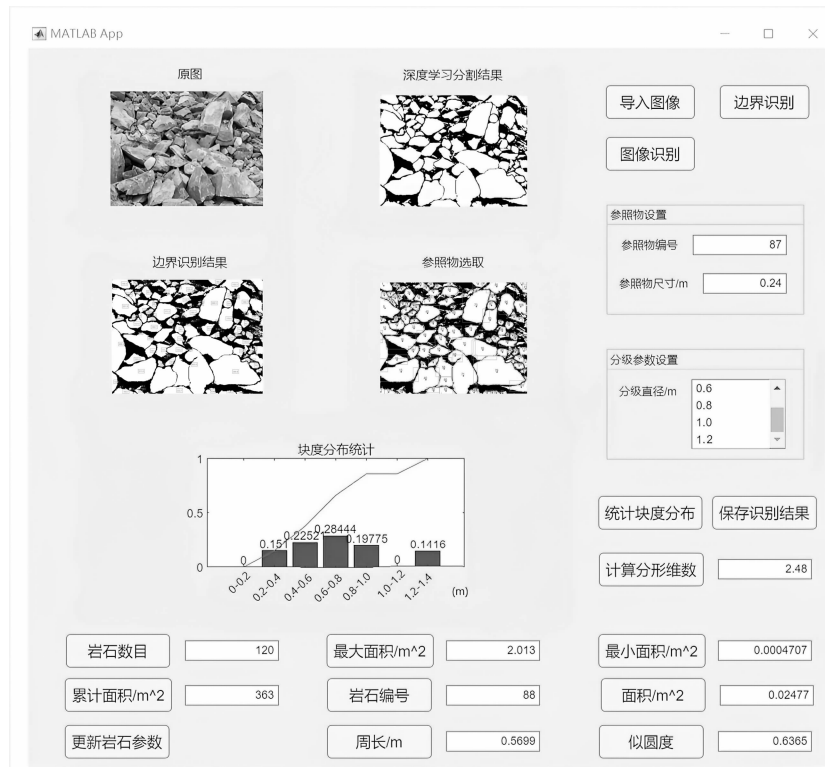 MATLAB App
原图
深度学习分割结果
导入图像
边界识别
图像识别
参照物设置
参照物编号 87
参照物尺寸/m 0.24
边界识别结果
参照物选取
分级参数设置
分级直径/m
0.6
0.8
1.0
1.2
块度分布统计
1
0.5
0
0
0.151
0.2252
0.28444
0.19775
0
0.1416
0-0.2
0.2-0.4
0.4-0.6
0.6-0.8
0.8-1.0
1.0-1.2
1.2-1.4
(m)
统计块度分布
保存识别结果
计算分形维数 2.48
岩石数目 120
最大面积/m^2 2.013
最小面积/m^2 0.0004707
累计面积/m^2 363
岩石编号 88
面积/m^2 0.02477
更新岩石参数
周长/m 0.5699
似圆度 0.6365